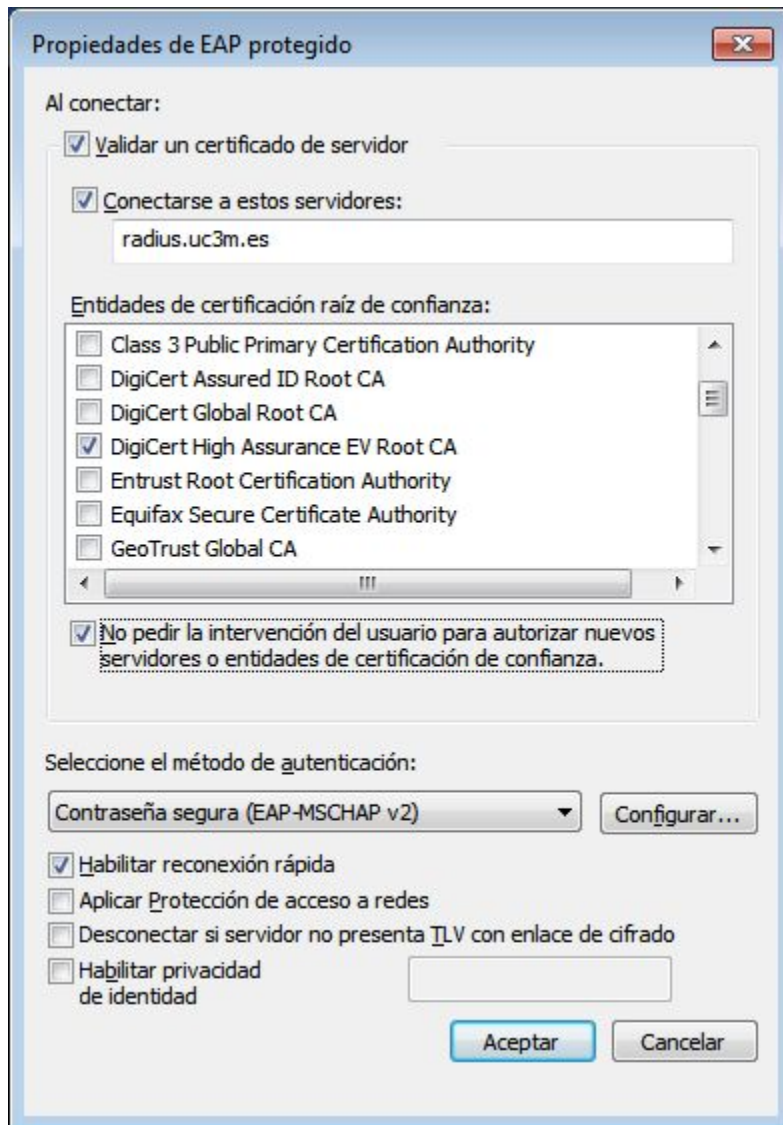 Propiedades de EAP protegido
Al conectar:
Validar un certificado de servidor
Conectarse a estos servidores:
radius.uc3m.es
Entidades de certificación raíz de confianza:
Class 3 Public Primary Certification Authority
DigiCert Assured ID Root CA
DigiCert Global Root CA
DigiCert High Assurance EV Root CA
Entrust Root Certification Authority
Equifax Secure Certificate Authority
GeoTrust Global CA
No pedir la intervención del usuario para autorizar nuevos
servidores o entidades de certificación de confianza.
Seleccione el método de autenticación:
Contraseña segura (EAP-MSCHAP v2)
Configurar...
Habilitar reconexión rápida
Aplicar Protección de acceso a redes
Desconectar si servidor no presenta TLV con enlace de cifrado
Habilitar privacidad
de identidad
Aceptar
Cancelar